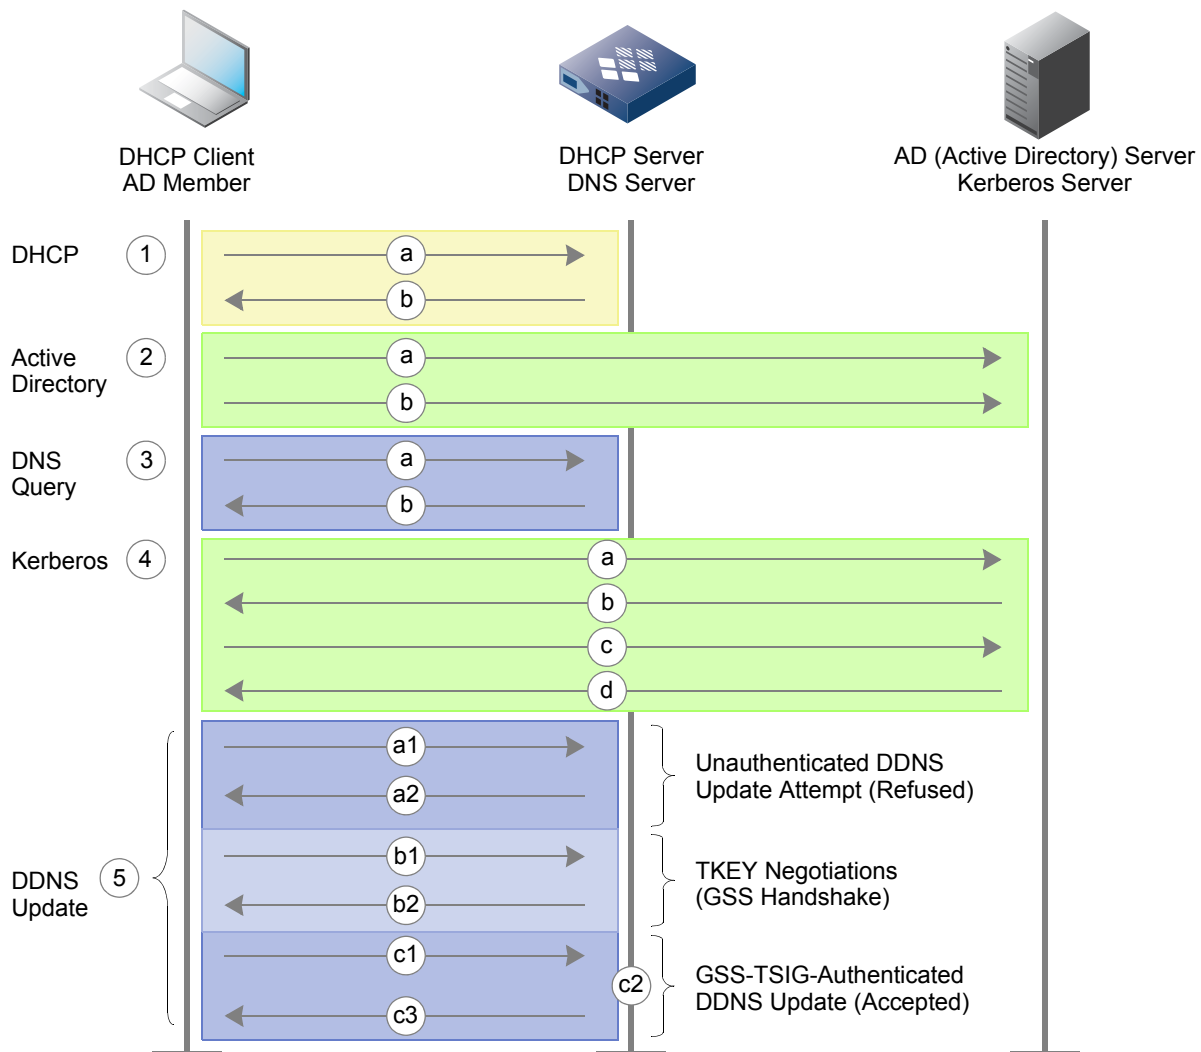 DHCP Client
AD Member
DHCP Server
DNS Server
AD (Active Directory) Server
Kerberos Server
DHCP
1
a
b
Active
Directory
2
a
b
DNS
Query
3
a
b
Kerberos
4
a
b
c
d
DDNS
Update
5
a1
a2
Unauthenticated DDNS
Update Attempt (Refused)
b1
b2
TKEY Negotiations
(GSS Handshake)
c1
c2
c3
GSS-TSIG-Authenticated
DDNS Update (Accepted)